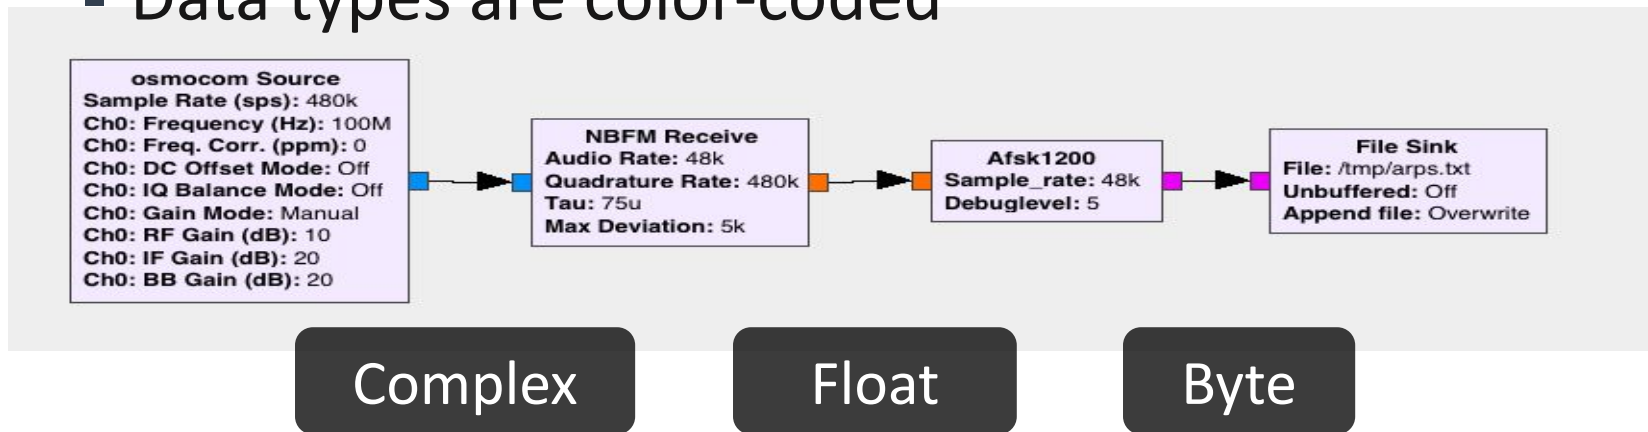 ▪ Data types are color-coded
osmocom Source
Sample Rate (sps): 480k
Ch0: Frequency (Hz): 100M
Ch0: Freq. Corr. (ppm): 0
Ch0: DC Offset Mode: Off
Ch0: IQ Balance Mode: Off
Ch0: Gain Mode: Manual
Ch0: RF Gain (dB): 10
Ch0: IF Gain (dB): 20
Ch0: BB Gain (dB): 20
NBFM Receive
Audio Rate: 48k
Quadrature Rate: 480k
Tau: 75u
Max Deviation: 5k
Afsk1200
Sample_rate: 48k
Debuglevel: 5
File Sink
File: /tmp/arps.txt
Unbuffered: Off
Append file: Overwrite
Complex
Float
Byte